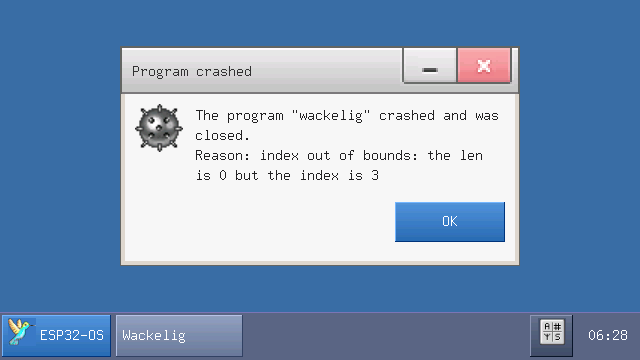 Program crashed
The program "wackelig" crashed and was
closed.
Reason: index out of bounds: the len
is 0 but the index is 3
OK
ESP32-OS
Wackelig
A#
TS
06:28